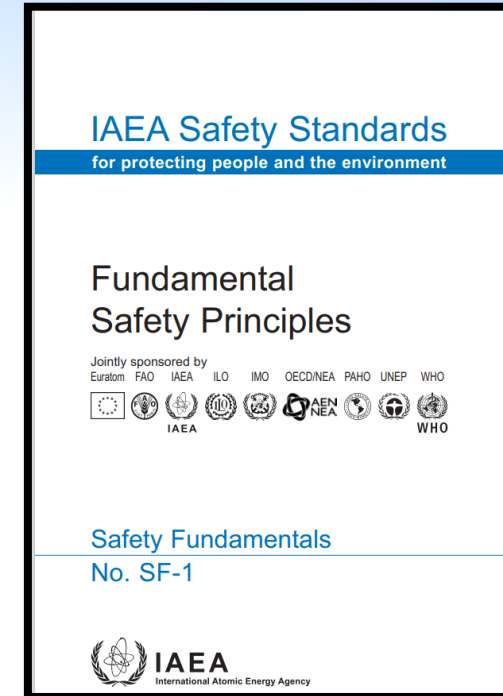 IAEA Safety Standards
for protecting people and the environment
Fundamental
Safety Principles
Jointly sponsored by
Euratom FAO IAEA ILO IMO OECD/NEA PAHO UNEP WHO
AEN
NEA
IAEA
WHO
Safety Fundamentals
No. SF-1
IAEA
International Atomic Energy Agency